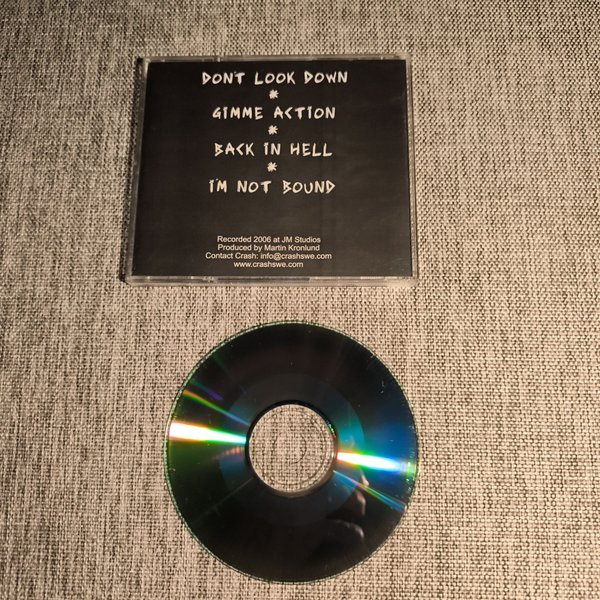 DON'T LOOK DOWN
*
GIMME ACTION
*
BACK IN HELL
*
I'M NOT BOUND
Recorded 2006 at JM Studios
Produced by Martin Kronlund
Contact Crash: info@crashswe.com
www.crashswe.com